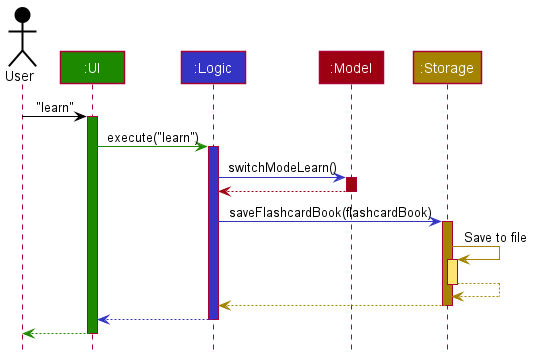 User
:UI
:Logic
:Model
:Storage
"learn"
execute("learn")
switchModeLearn()
saveFlashcardBook(flashcardBook)
Save to file